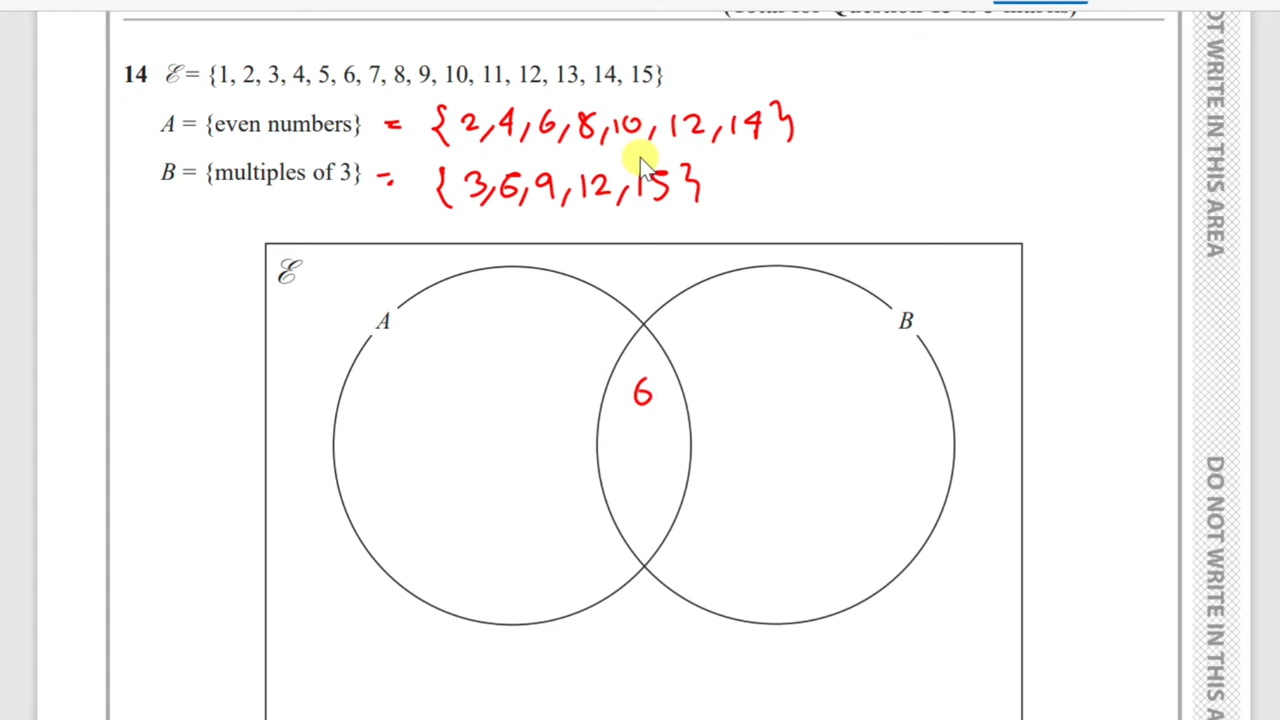 14 ℰ = {1, 2, 3, 4, 5, 6, 7, 8, 9, 10, 11, 12, 13, 14, 15}
A = {even numbers} = {2,4,6,8,10,12,14}
B = {multiples of 3} = {3,6,9,12,15}
ℰ
A
B
6
NOT WRITE IN THIS AREA
DO NOT WRITE IN THIS A